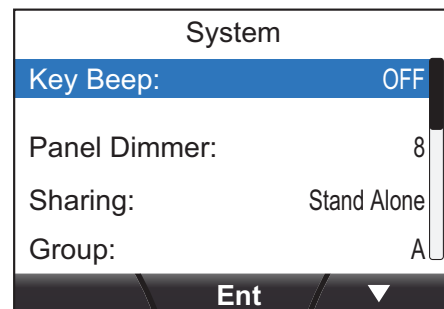 System
Key Beep: OFF
Panel Dimmer: 8
Sharing: Stand Alone
Group: A
Ent